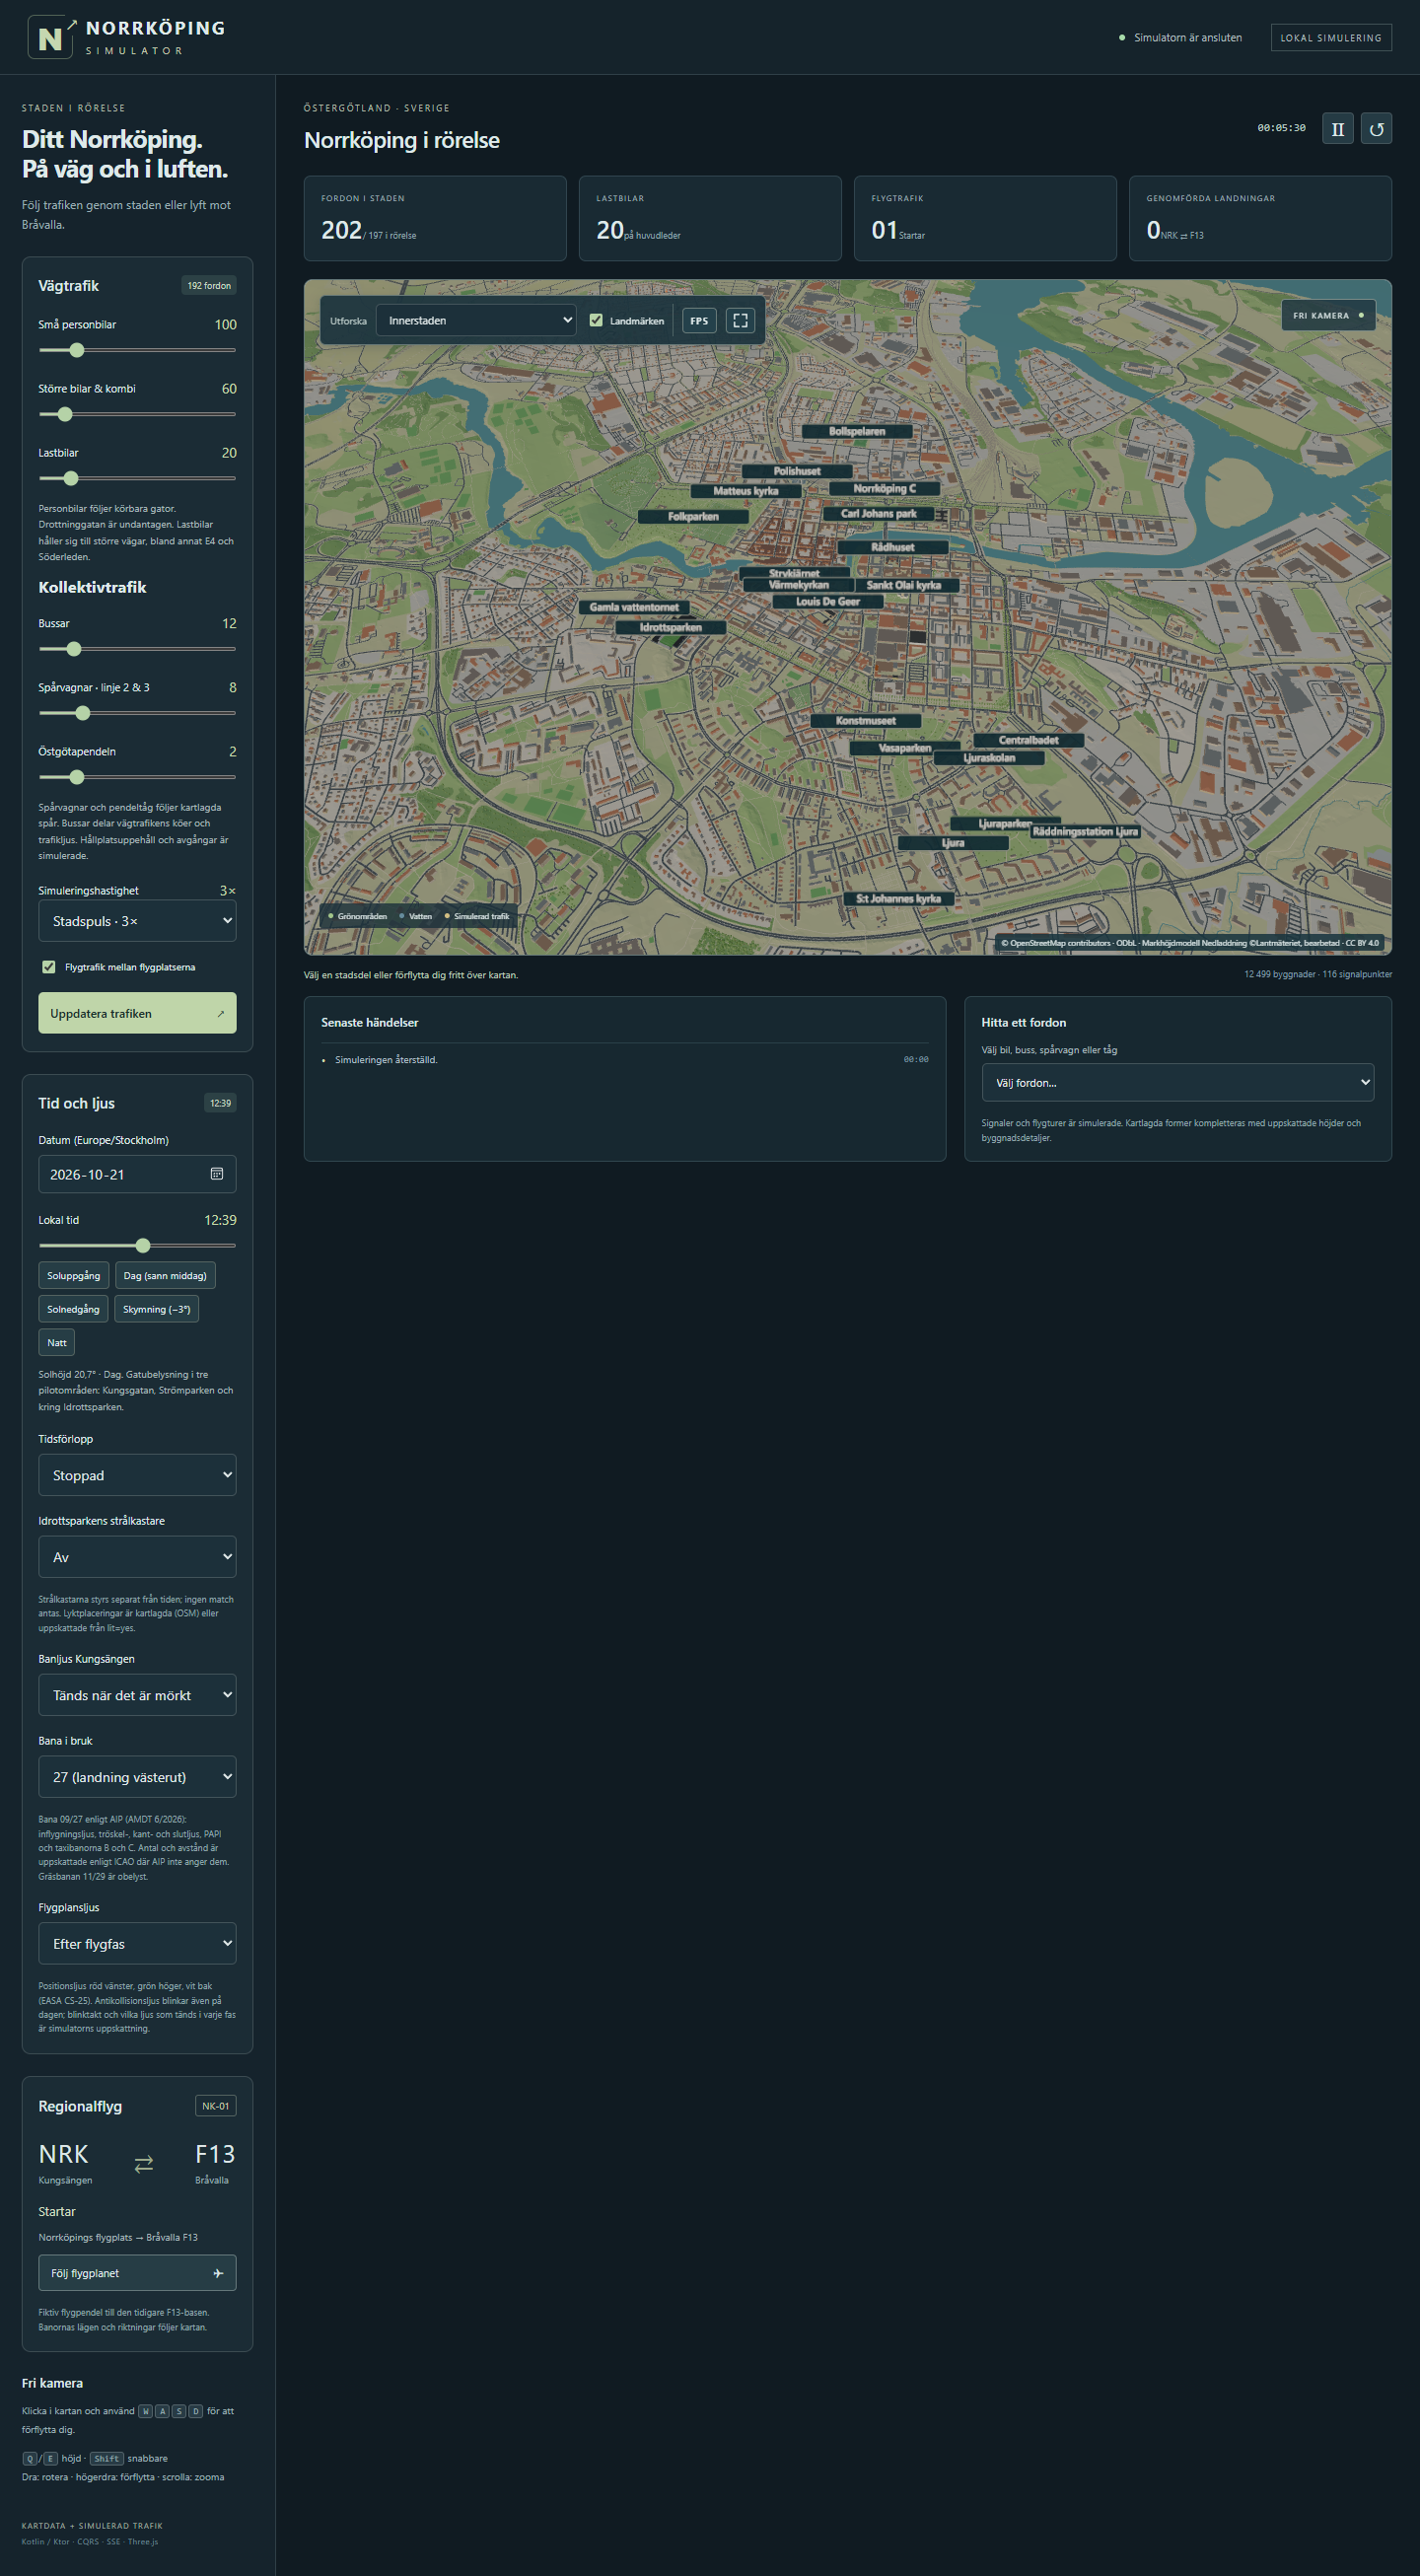 N
NORRKÖPING
SIMULATOR
Simulatorn är ansluten
LOKAL SIMULERING
STADEN I RÖRELSE
Ditt Norrköping.
På väg och i luften.
Följ trafiken genom staden eller lyft mot
Bråvalla.
Vägtrafik
192 fordon
Små personbilar
100
Större bilar & kombi
60
Lastbilar
20
Personbilar följer körbara gator.
Drottninggatan är undantagen. Lastbilar
håller sig till större vägar, bland annat E4 och
Söderleden.
Kollektivtrafik
Bussar
12
Spårvagnar · linje 2 & 3
8
Östgötapendeln
2
Spårvagnar och pendeltåg följer kartlagda
spår. Bussar delar vägtrafikens köer och
trafikljus. Hållplatsuppehåll och avgångar är
simulerade.
Simuleringshastighet
3×
Stadspuls · 3×
Flygtrafik mellan flygplatserna
Uppdatera trafiken ↗
Tid och ljus
12:39
Datum (Europe/Stockholm)
2026-10-21
Lokal tid
12:39
Soluppgång
Dag (sann middag)
Solnedgång
Skymning (−3°)
Natt
Solhöjd 20,7° · Dag. Gatubelysning i tre
pilotområden: Kungsgatan, Strömparken och
kring Idrottsparken.
Tidsförlopp
Stoppad
Idrottsparkens strålkastare
Av
Strålkastarna styrs separat från tiden; ingen match
antas. Lyktplaceringar är kartlagda (OSM) eller
uppskattade från lit=yes.
Banljus Kungsängen
Tänds när det är mörkt
Bana i bruk
27 (landning västerut)
Bana 09/27 enligt AIP (AMDT 6/2026):
inflygningsljus, tröskel-, kant- och slutljus, PAPI
och taxibanorna B och C. Antal och avstånd är
uppskattade enligt ICAO där AIP inte anger dem.
Gräsbanan 11/29 är obelyst.
Flygplansljus
Efter flygfas
Positionsljus röd vänster, grön höger, vit bak
(EASA CS-25). Antikollisionsljus blinkar även på
dagen; blinktakt och vilka ljus som tänds i varje fas
är simulatorns uppskattning.
Regionalflyg
NK-01
NRK ⇄ F13
Kungsängen
Bråvalla
Startar
Norrköpings flygplats → Bråvalla F13
Följ flygplanet
Fiktiv flygpendel till den tidigare F13-basen.
Banornas lägen och riktningar följer kartan.
Fri kamera
Klicka i kartan och använd W A S D för att
förflytta dig.
Q/E höjd · Shift snabbare
Dra: rotera · högerdra: förflytta · scrolla: zooma
KARTDATA + SIMULERAD TRAFIK
Kotlin / Ktor · CQRS · SSE · Three.js
ÖSTERGÖTLAND · SVERIGE
Norrköping i rörelse
00:05:30
FORDON I STADEN
202 / 197 i rörelse
LASTBILAR
20 på huvudleder
FLYGTRAFIK
01 Startar
GENOMFÖRDA LANDNINGAR
0 NRK ⇄ F13
Utforska
Innerstaden
Landmärken
FPS
FRI KAMERA
Bollspelaren
Polishuset
Matteus kyrka
Norrköping C
Folkparken
Carl Johans park
Rådhuset
Strykjärnet
Värmekyrkan
Sankt Olai kyrka
Louis De Geer
Gamla vattentornet
Idrottsparken
Konstmuseet
Vasaparken
Centralbadet
Ljuraskolan
Ljuraparken
Räddningsstation Ljura
Ljura
S:t Johannes kyrka
Grönområden
Vatten
Simulerad trafik
© OpenStreetMap contributors · ODbL · Markhöjdmodell Nedladdning ©Lantmäteriet, bearbetad · CC BY 4.0
Välj en stadsdel eller förflytta dig fritt över kartan.
12 499 byggnader · 116 signalpunkter
Senaste händelser
Simuleringen återställd.
00:00
Hitta ett fordon
Välj bil, buss, spårvagn eller tåg
Välj fordon...
Signaler och flygturer är simulerade. Kartlagda former kompletteras med uppskattade höjder och
byggnadsdetaljer.